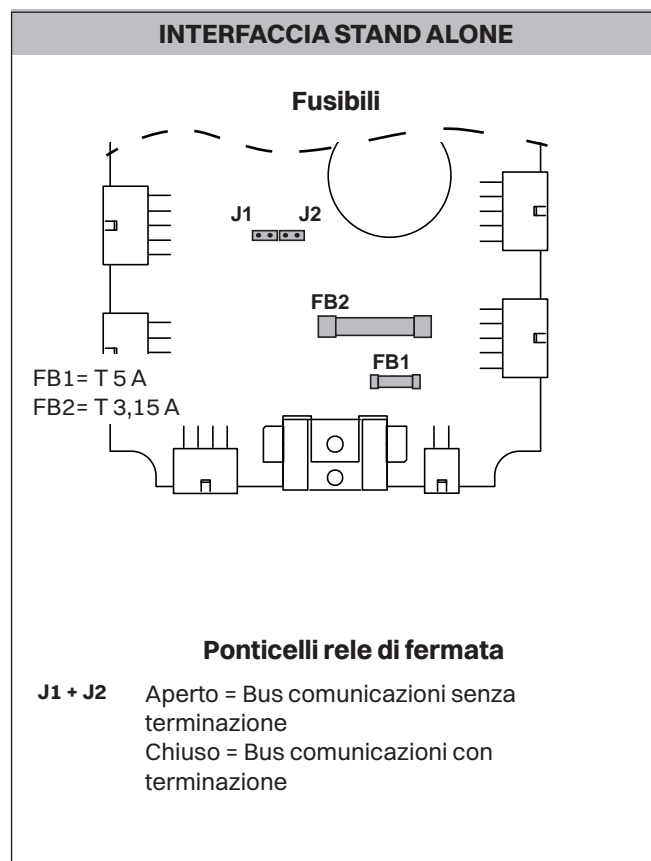 INTERFACCIA STAND ALONE
Fusibili
J1 J2
FB2
FB1
FB1= T 5 A
FB2= T 3,15 A
Ponticelli rele di fermata
J1 + J2 Aperto = Bus comunicazioni senza
terminazione
Chiuso = Bus comunicazioni con
terminazione